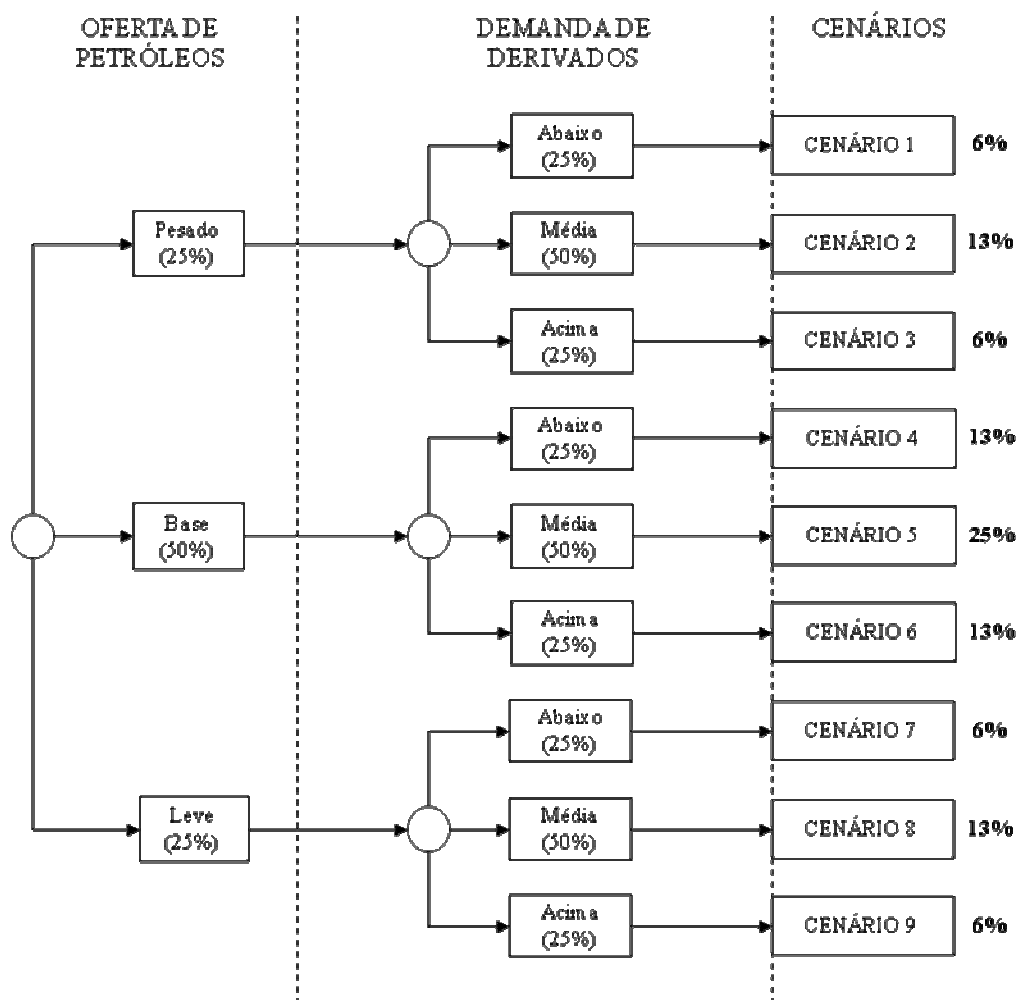 OFERTA DE
PETRÓLEOS
DEMANDA DE
DERIVADOS
CENÁRIOS
Abaixo
(25%)
CENÁRIO 1
6%
Pesado
(25%)
Média
(50%)
CENÁRIO 2
13%
Acima
(25%)
CENÁRIO 3
6%
Abaixo
(25%)
CENÁRIO 4
13%
Base
(50%)
Média
(50%)
CENÁRIO 5
25%
Acima
(25%)
CENÁRIO 6
13%
Abaixo
(25%)
CENÁRIO 7
6%
Leve
(25%)
Média
(50%)
CENÁRIO 8
13%
Acima
(25%)
CENÁRIO 9
6%